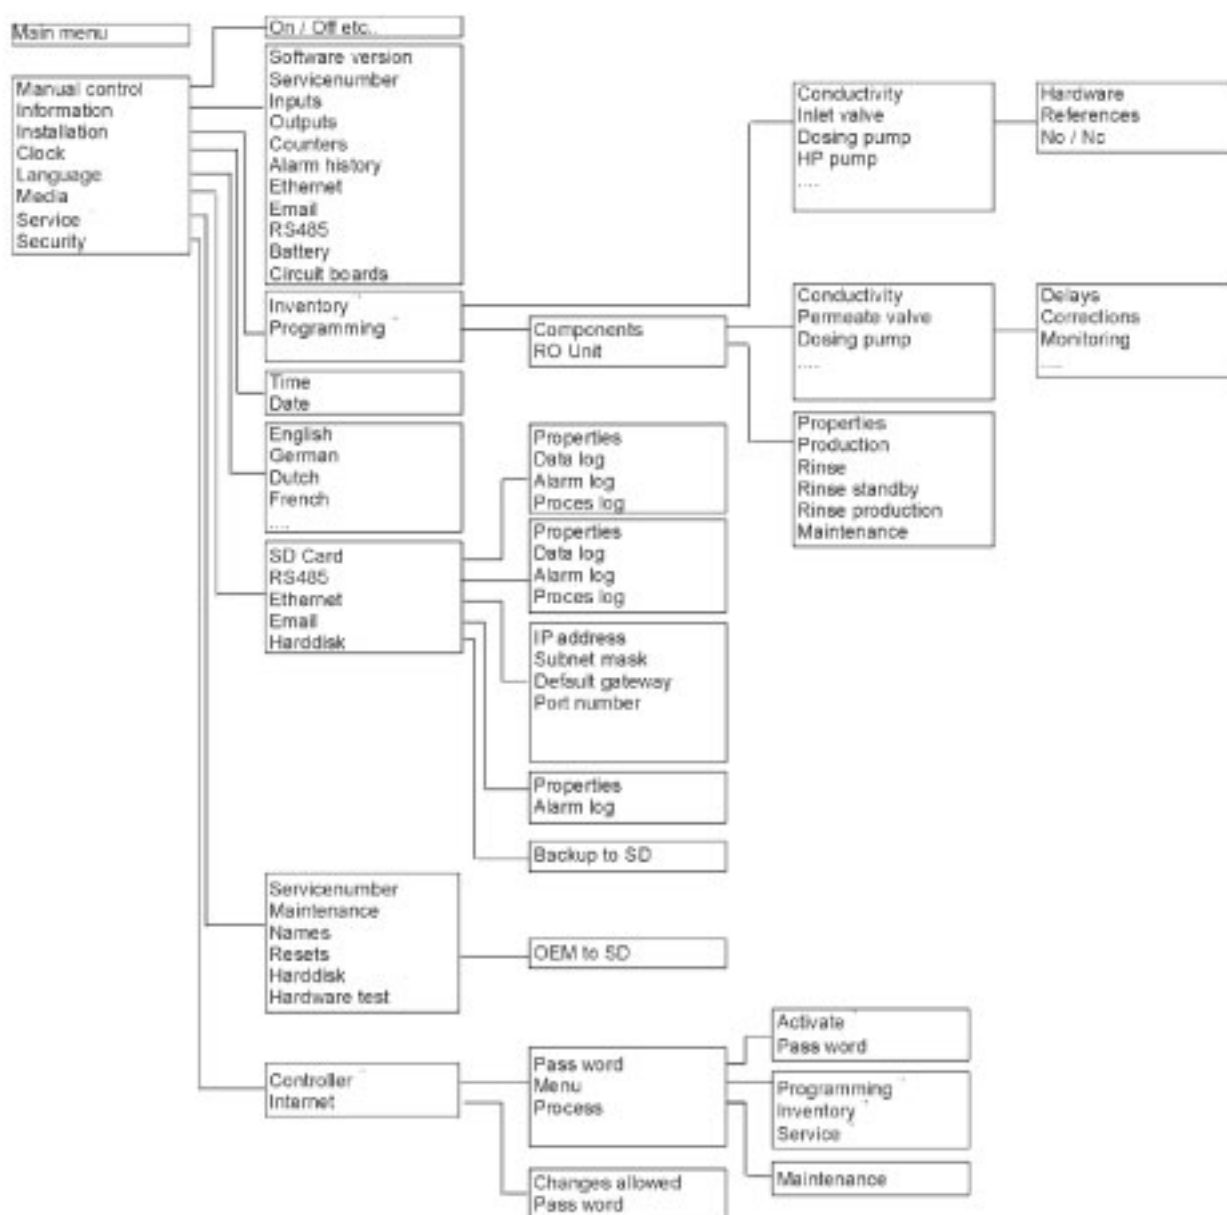 Main menu
Manual control
Information
Installation
Clock
Language
Media
Service
Security
On / Off etc..
Software version
Servicenumber
Inputs
Outputs
Counters
Alarm history
Ethernet
Email
RS485
Battery
Circuit boards
Inventory
Programming
Time
Date
English
German
Dutch
French
....
SD Card
RS485
Ethernet
Email
Harddisk
Servicenumber
Maintenance
Names
Resets
Harddisk
Hardware test
Controller
Internet
Components
RO Unit
Properties
Data log
Alarm log
Proces log
Properties
Data log
Alarm log
Proces log
IP address
Subnet mask
Default gateway
Port number
Properties
Alarm log
Backup to SD
OEM to SD
Pass word
Menu
Process
Changes allowed
Pass word
Conductivity
Inlet valve
Dosing pump
HP pump
....
Conductivity
Permeate valve
Dosing pump
....
Properties
Production
Rinse
Rinse standby
Rinse production
Maintenance
Activate
Pass word
Programming
Inventory
Service
Maintenance
Hardware
References
No / Nc
Delays
Corrections
Monitoring
....